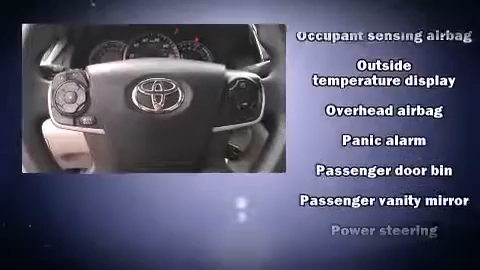 Occupant sensing airbag
Outside
temperature display
Overhead airbag
Panic alarm
Passenger door bin
Passenger vanity mirror
Power steering